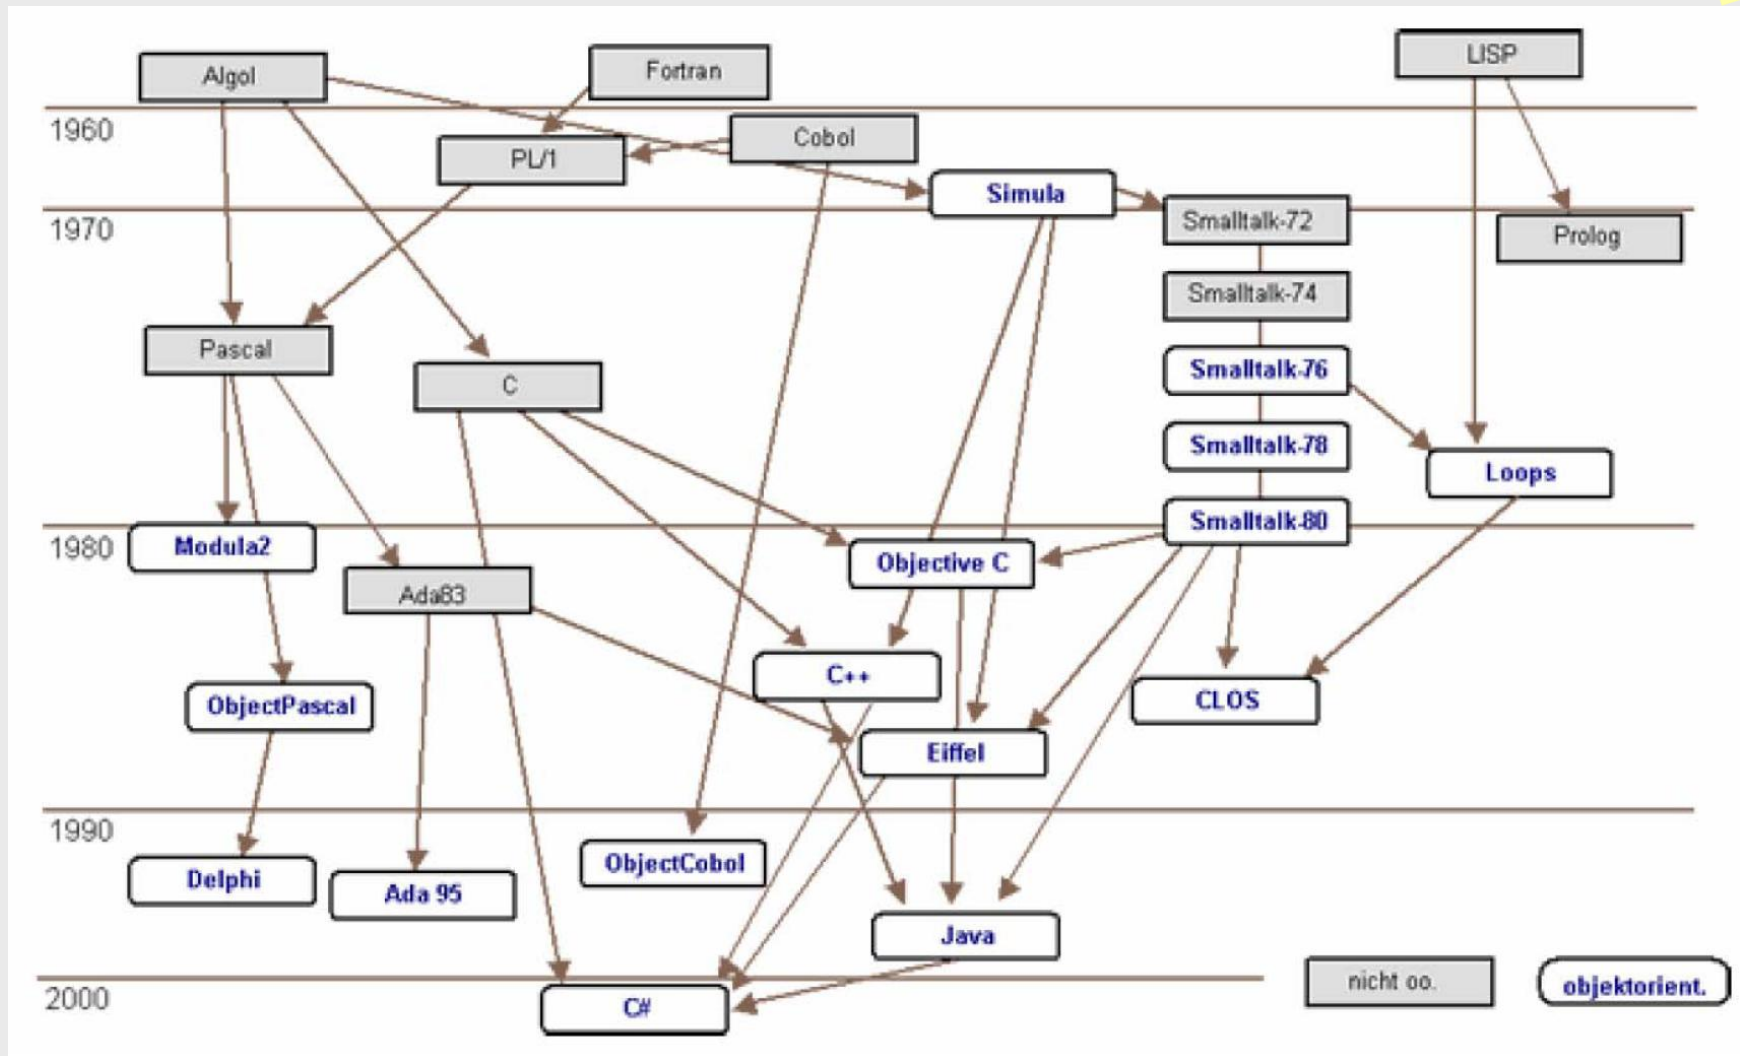 Algol
Fortran
LISP
1960
Cobol
PL/1
Simula
1970
Smalltalk-72
Prolog
Smalltalk-74
Pascal
C
Smalltalk-76
Smalltalk-78
Loops
Smalltalk-80
1980
Modula2
Objective C
Ada83
C++
ObjectPascal
CLOS
Eiffel
1990
ObjectCobol
Delphi
Ada 95
Java
2000
C#
nicht oo.
objektorient.